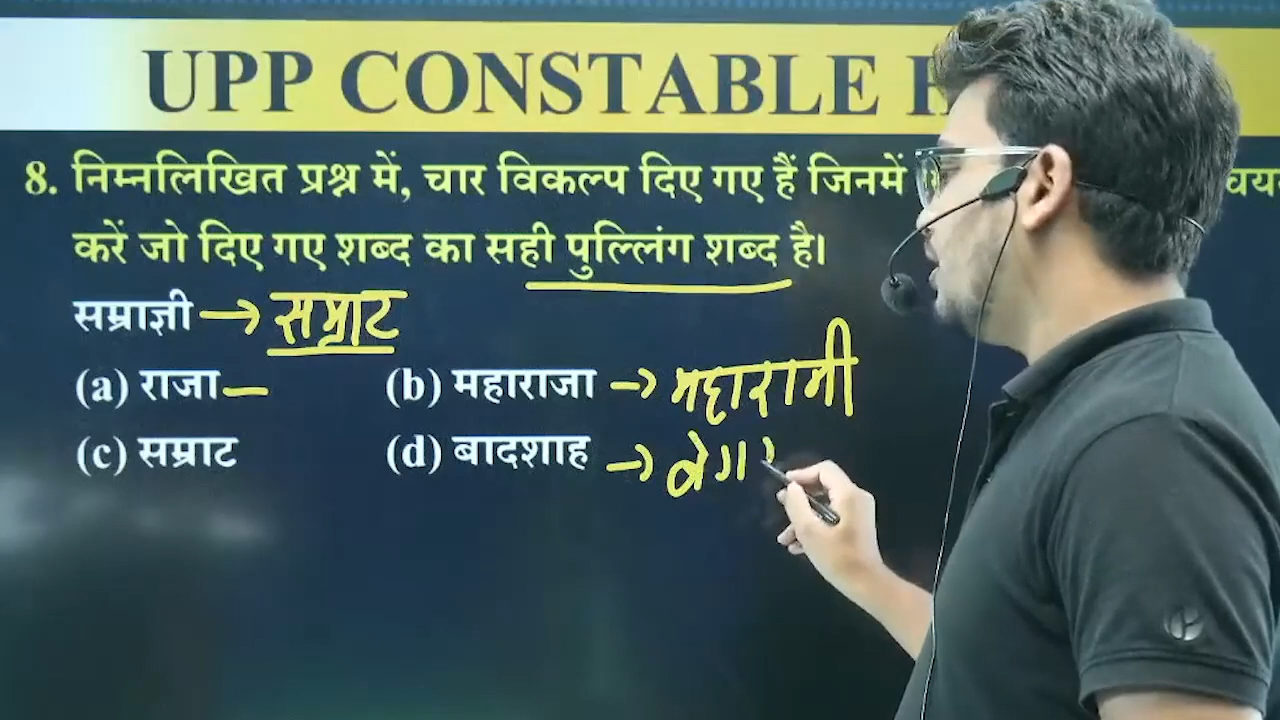 UPP CONSTABLE
8. निम्नलिखित प्रश्न में, चार विकल्प दिए गए हैं जिनमें
करें जो दिए गए शब्द का सही पुल्लिंग शब्द है।
सम्राज्ञी → सम्राट
(a) राजा – (b) महाराजा → महारानी
(c) सम्राट (d) बादशाह →